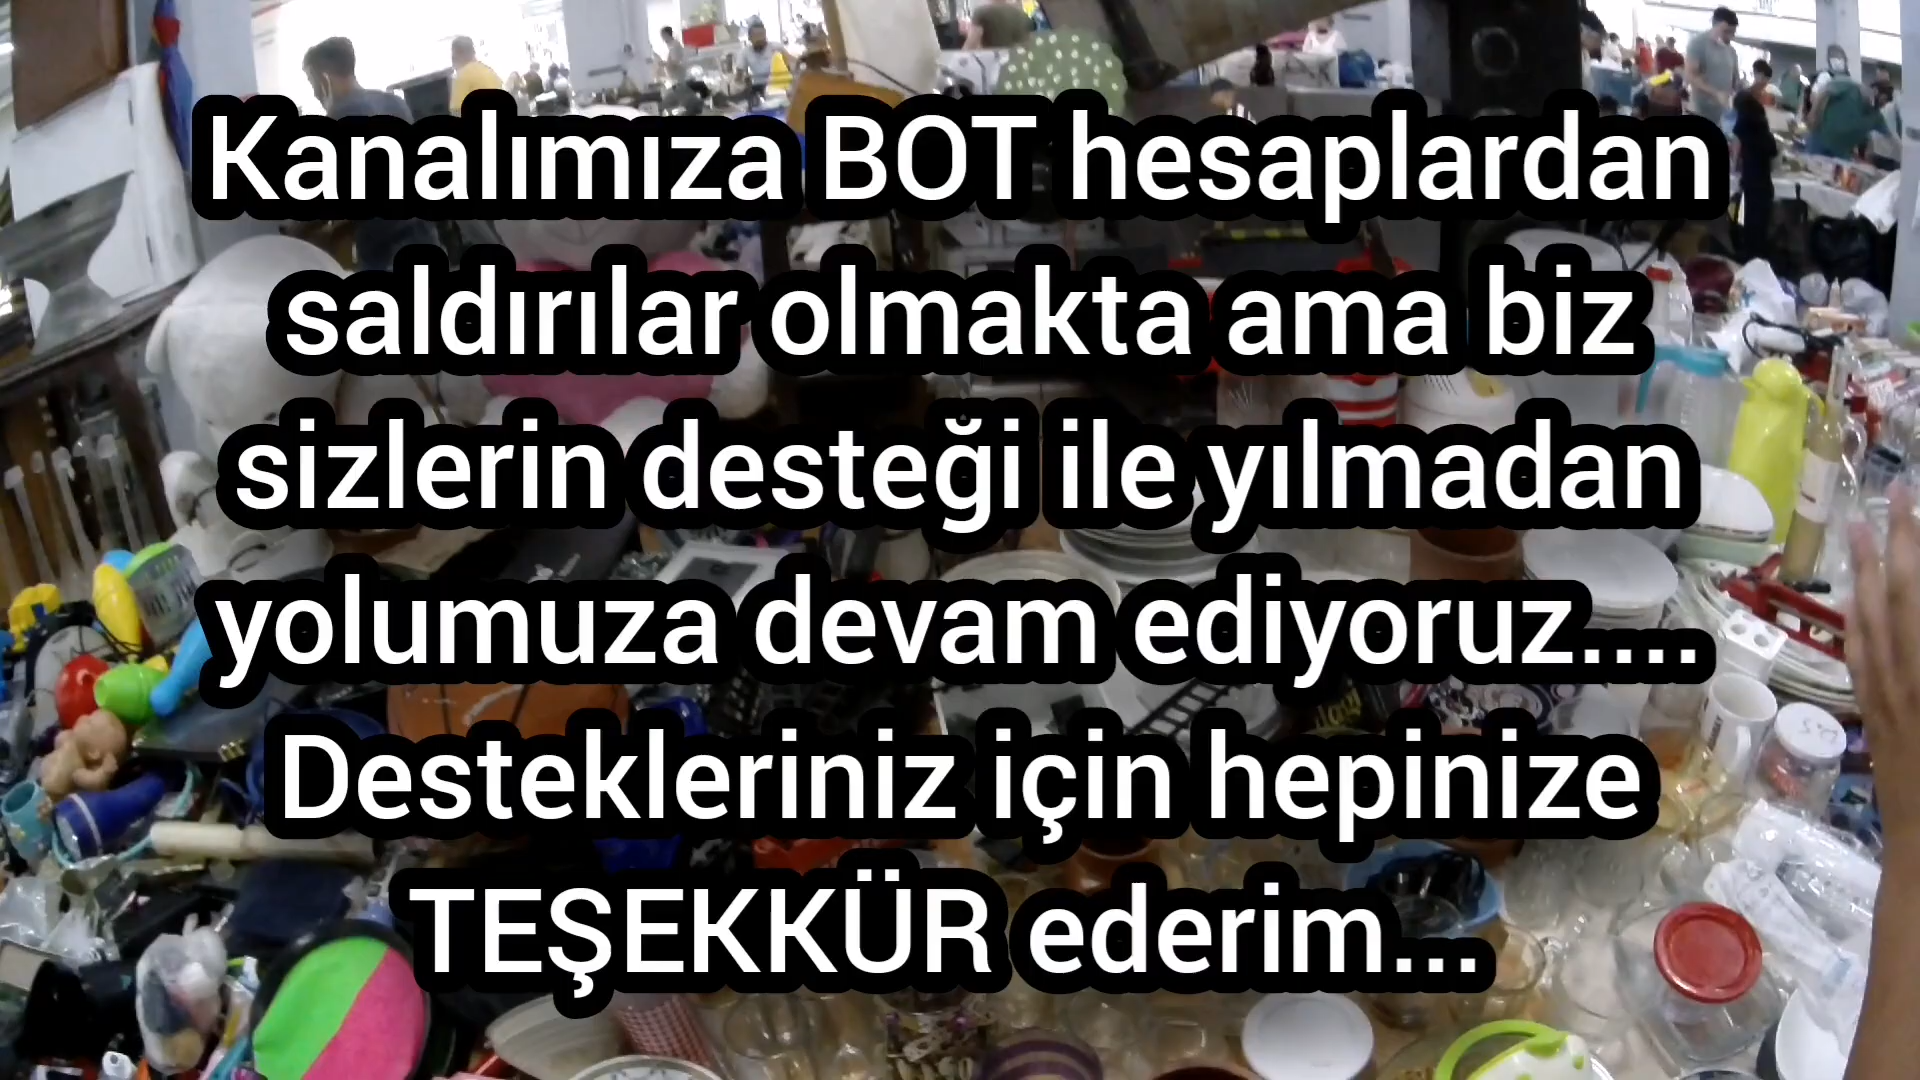 Kanalımıza BOT hesaplardan
saldırılar olmakta ama biz
sizlerin desteği ile yılmadan
yolumuza devam ediyoruz....
Destekleriniz için hepinize
TEŞEKKÜR ederim...